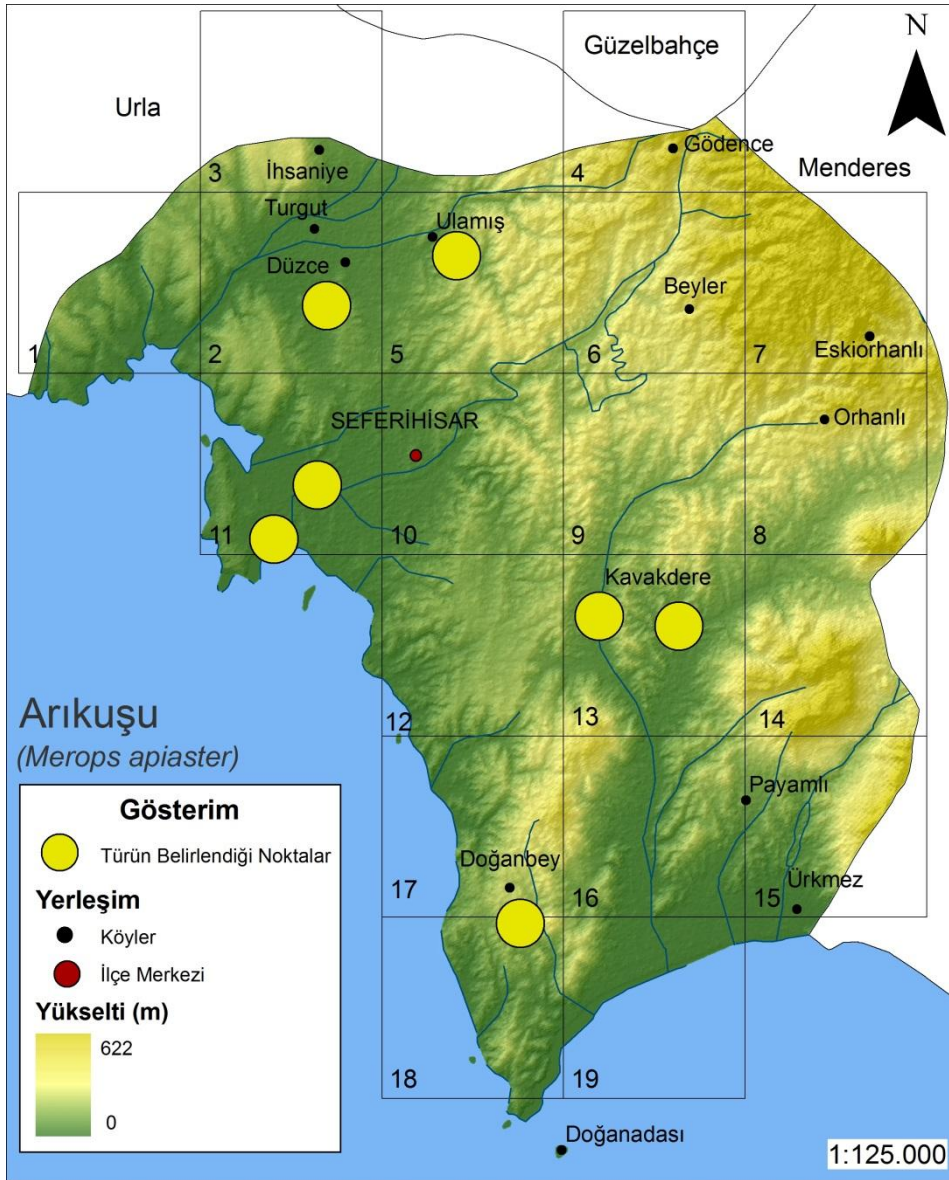 Güzelbahçe
N
Urla
Gödence
Menderes
3
4
İhsaniye
Turgut
Ulamış
Düzce
Beyler
1
2
5
6
7
Eskiorhanlı
SEFERİHİSAR
Orhanlı
11
10
9
8
Kavakdere
Arıkuşu
(Merops apiaster)
12
13
14
Payamlı
Doğanbey
Ürkmez
17
16
15
Gösterim
Türün Belirlendiği Noktalar
Yerleşim
Köyler
İlçe Merkezi
Yükselti (m)
622
0
18
19
Doğanadası
1:125.000